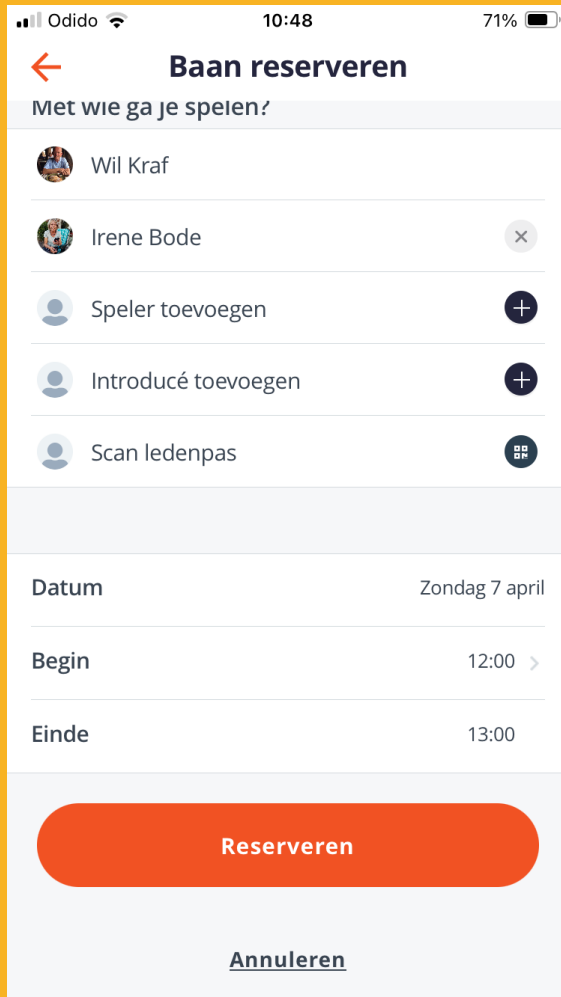 Odido 10:48 71%
Baan reserveren
Met wie ga je spelen?
Wil Kraf
Irene Bode
Speler toevoegen
Introducé toevoegen
Scan ledenpas
Datum Zondag 7 april
Begin 12:00
Einde 13:00
Reserveren
Annuleren